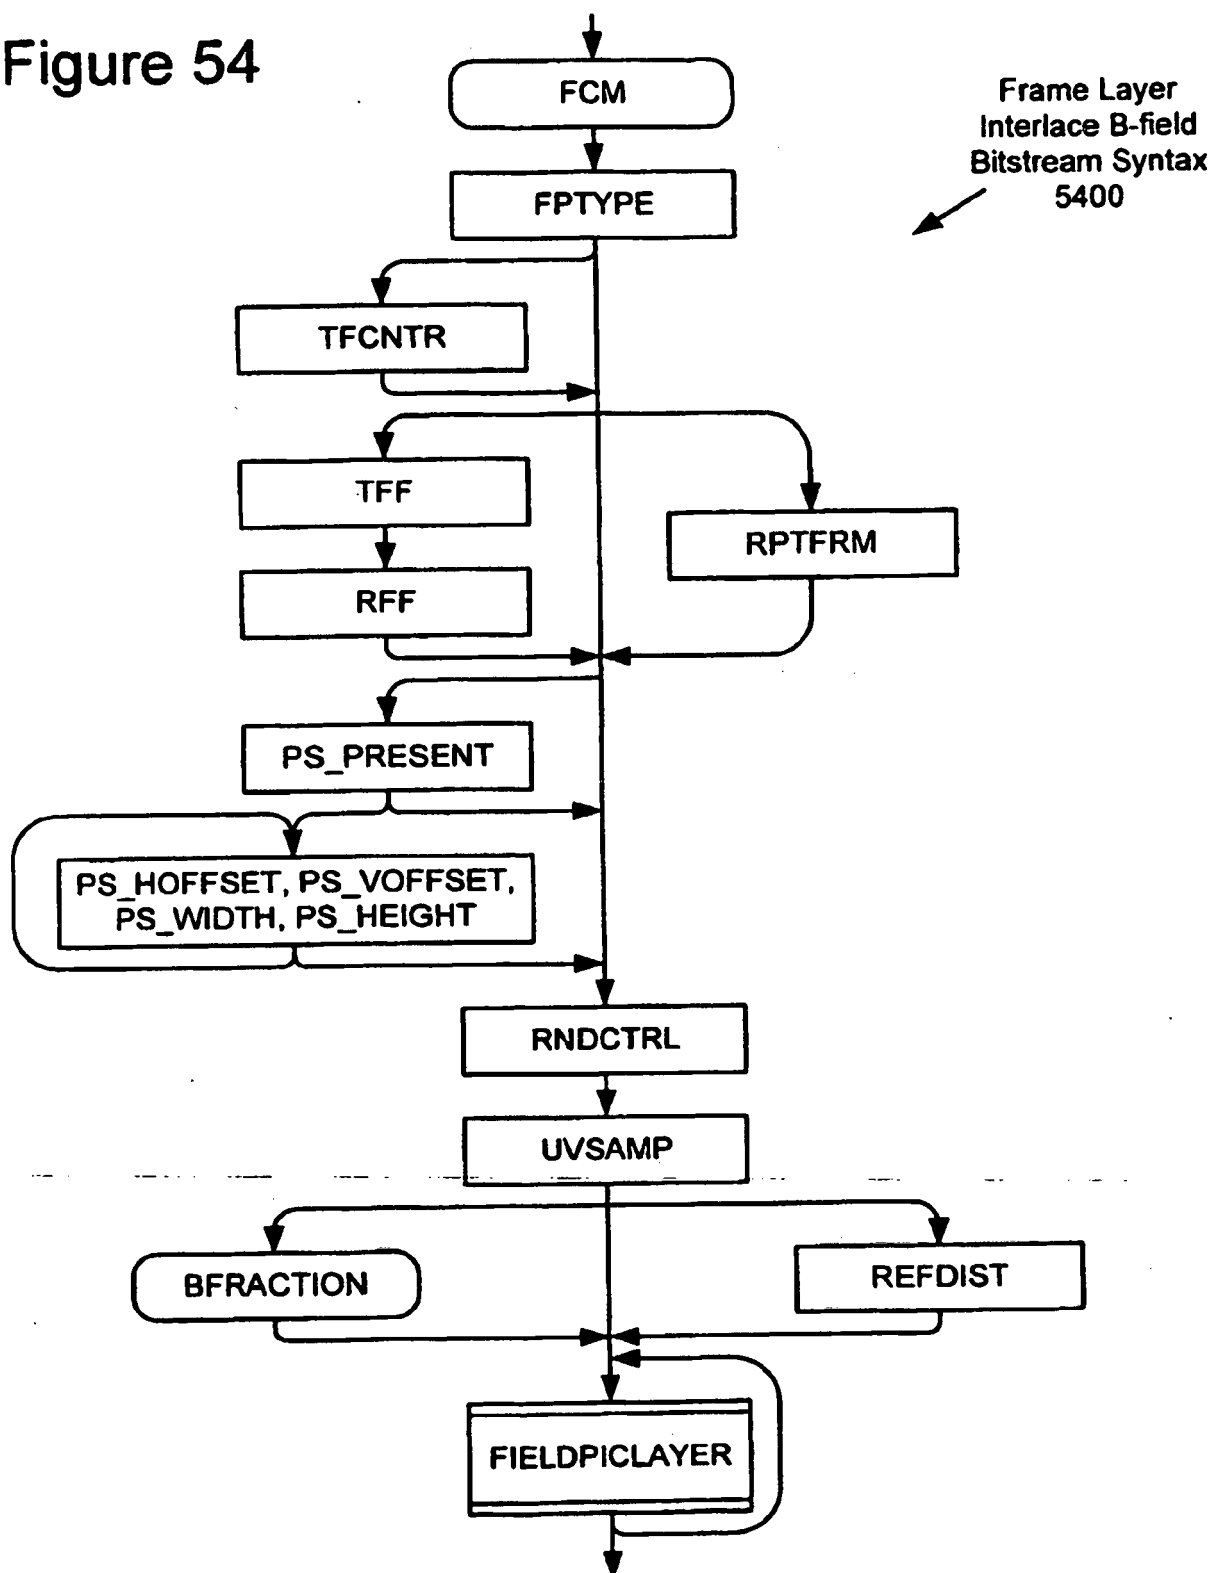 Figure 54
FCM
Frame Layer
Interlace B-field
Bitstream Syntax
5400
FPTYPE
TFCNTR
TFF
RPTFRM
RFF
PS_PRESENT
PS_HOFFSET, PS_VOFFSET,
PS_WIDTH, PS_HEIGHT
RNDCTRL
UVSAMP
BFRACTION
REFDIST
FIELDPICLAYER